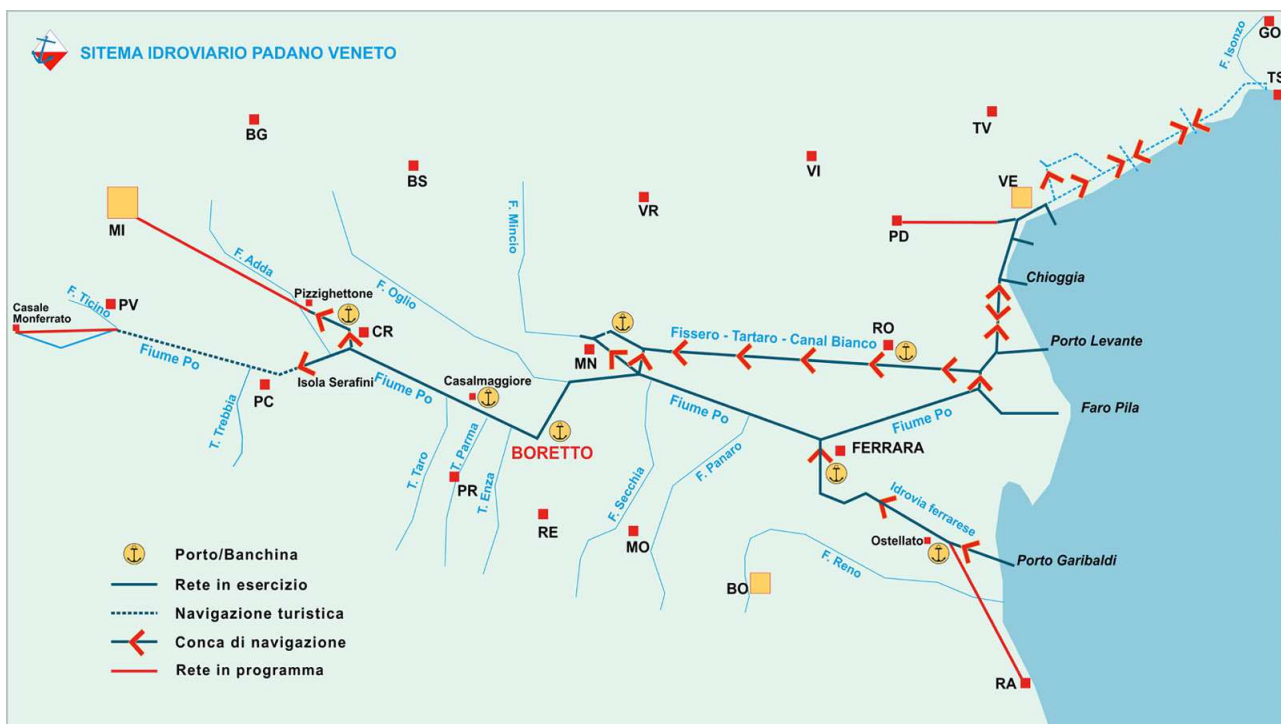 SITEMA IDROVIARIO PADANO VENETO
GO
F. Isonzo
TS
BG
TV
BS
VI
VE
MI
VR
F. Mincio
PD
F. Adda
F. Oglio
Chioggia
Pizzighettone
PV
F. Ticino
Casale
Monferrato
CR
Fissero - Tartaro - Canal Bianco
RO
Porto Levante
Fiume Po
MN
Isola Serafini
PC
Casalmaggiore
Fiume Po
Fiume Po
Fiume Po
Faro Pila
T. Trebbia
BORETTO
FERRARA
T. Taro
T. Parma
T. Enza
PR
F. Secchia
F. Panaro
Idrovia ferrarese
RE
MO
Ostellato
Porto Garibaldi
F. Reno
BO
RA
Porto/Banchina
Rete in esercizio
Navigazione turistica
Conca di navigazione
Rete in programma